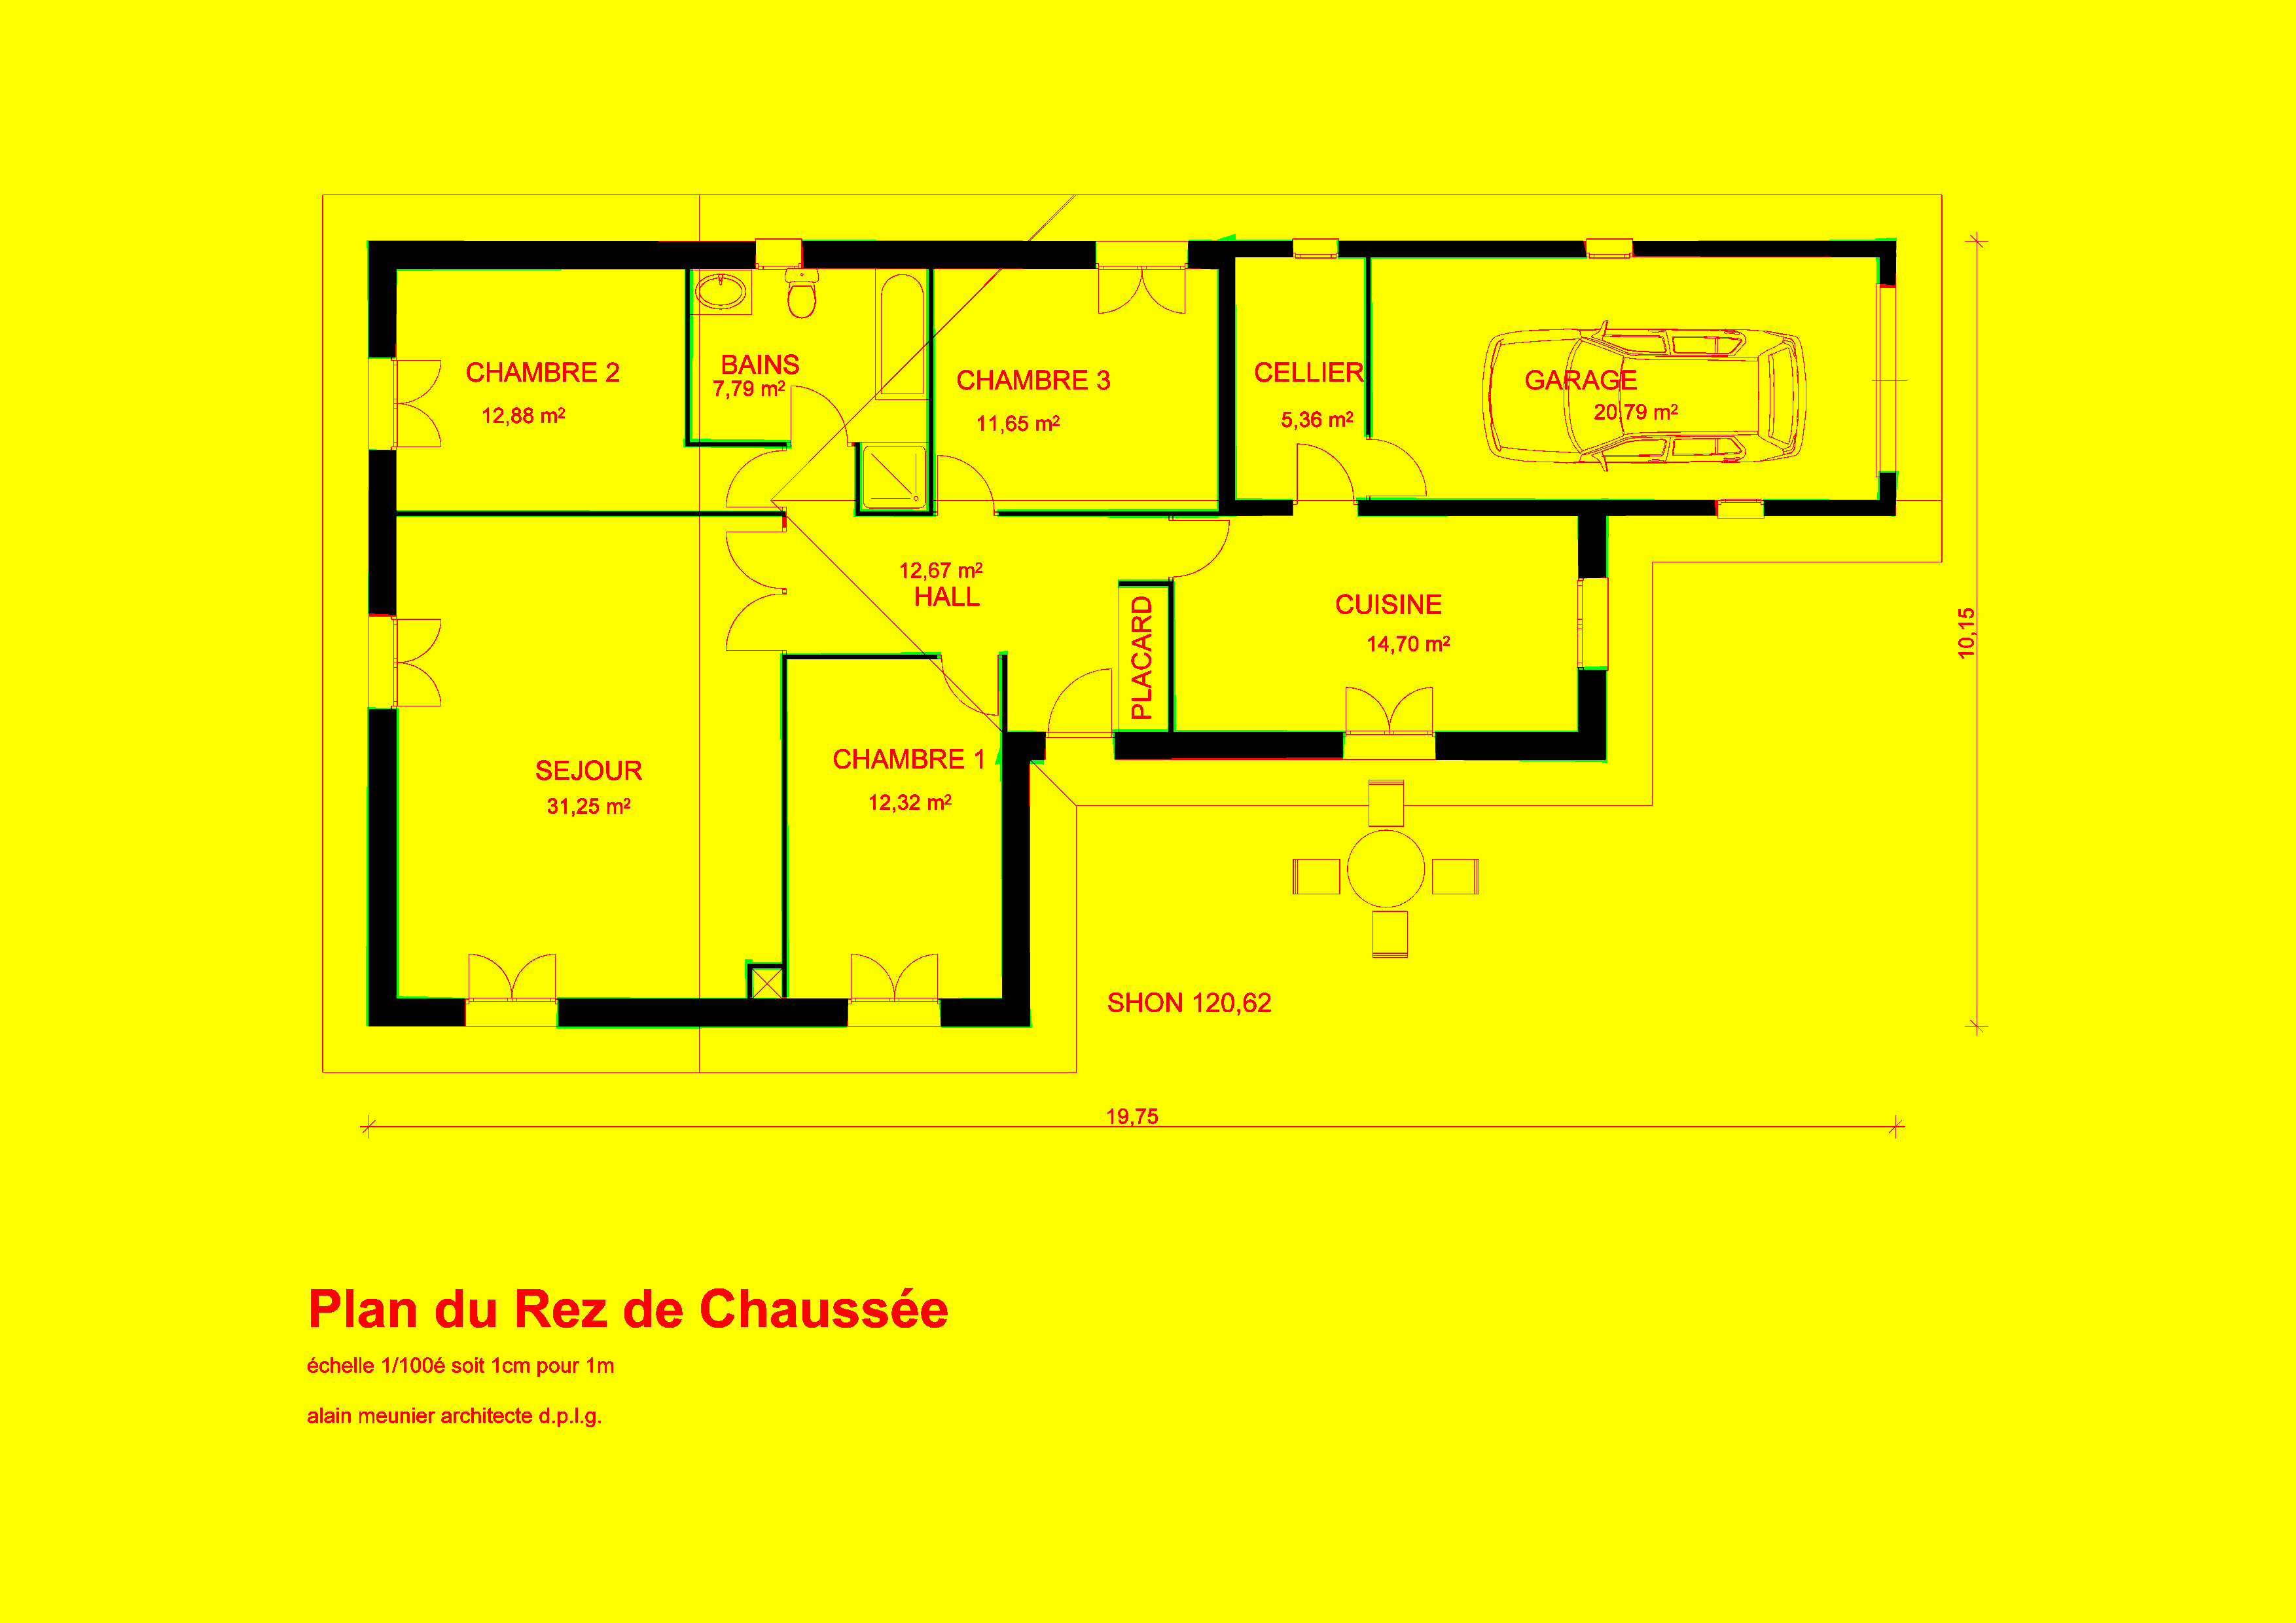 CHAMBRE 2
12,88 m²
BAINS
7,79 m²
CHAMBRE 3
11,65 m²
CELLIER
5,36 m²
GARAGE
20,79 m²
12,67 m²
HALL
PLACARD
CUISINE
14,70 m²
10,15
SEJOUR
31,25 m²
CHAMBRE 1
12,32 m²
SHON 120,62
19,75
Plan du Rez de Chaussée
échelle 1/100é soit 1cm pour 1m
alain meunier architecte d.p.l.g.